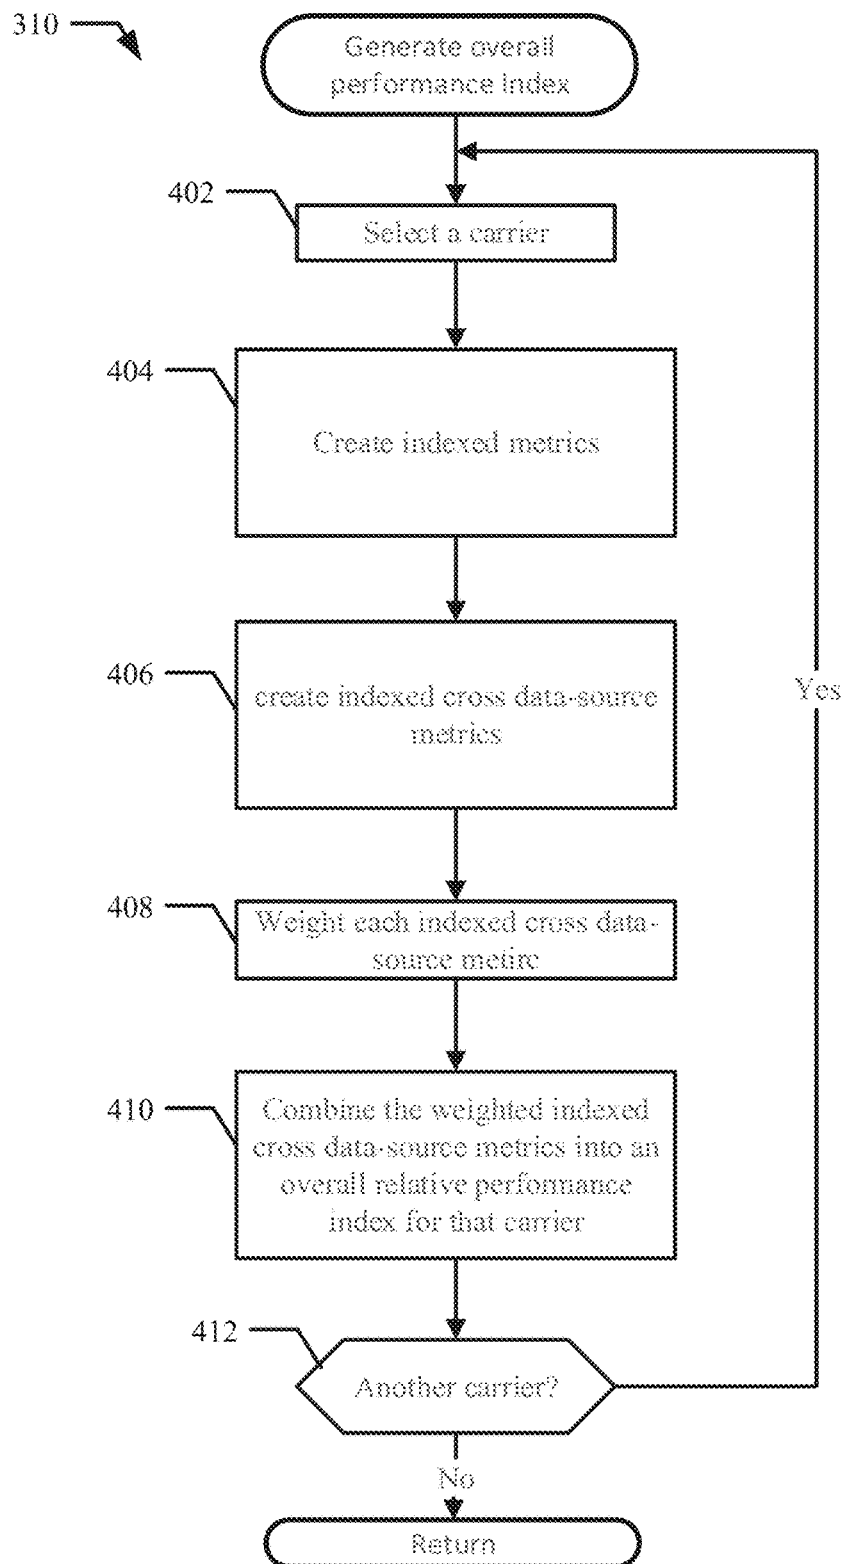 310
Generate overall
performance Index
402
Select a carrier
404
Create indexed metrics
406
create indexed cross data-source
metrics
Yes
408
Weight each indexed cross data-
source metirc
410
Combine the weighted indexed
cross data-source metrics into an
overall relative performance
index for that carrier
412
Another carrier?
No
Return